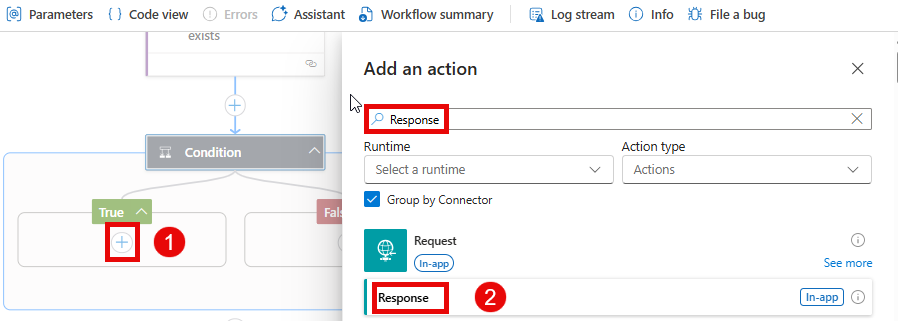 Parameters
Code view
Errors
Assistant
Workflow summary
Log stream
Info
File a bug
exists
Condition
True
1
Fals
Add an action
Response
Runtime
Select a runtime
Action type
Actions
Group by Connector
Request
In-app
See more
Response
2
In-app